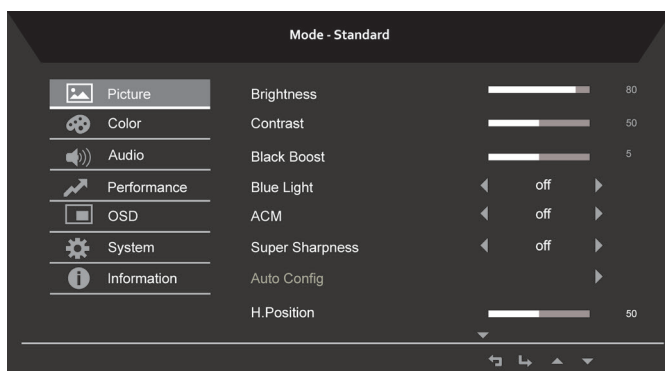 Mode - Standard
Picture
Color
Audio
Performance
OSD
System
Information
Brightness 80
Contrast 50
Black Boost 5
Blue Light off
ACM off
Super Sharpness off
Auto Config
H.Position 50